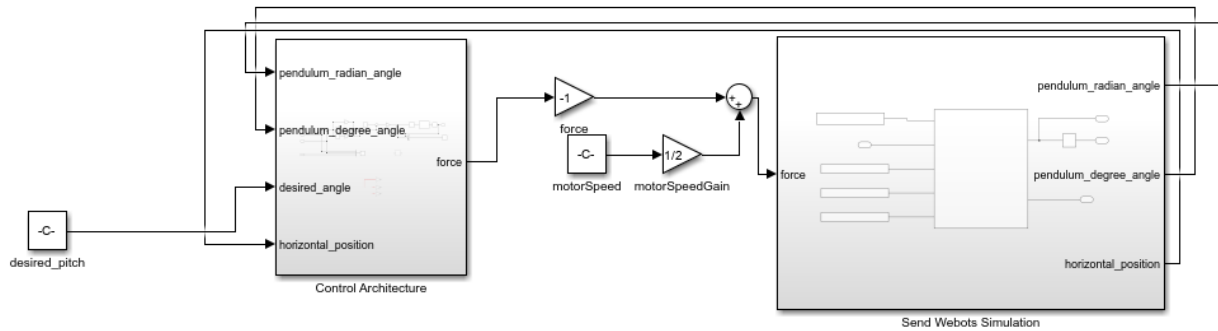 pendulum_radian_angle
pendulum_degree_angle
desired_angle
horizontal_position
force
Control Architecture
-C-
desired_pitch
-1
force
-C-
motorSpeed
1/2
motorSpeedGain
+
+
force
pendulum_radian_angle
pendulum_degree_angle
horizontal_position
Send Webots Simulation